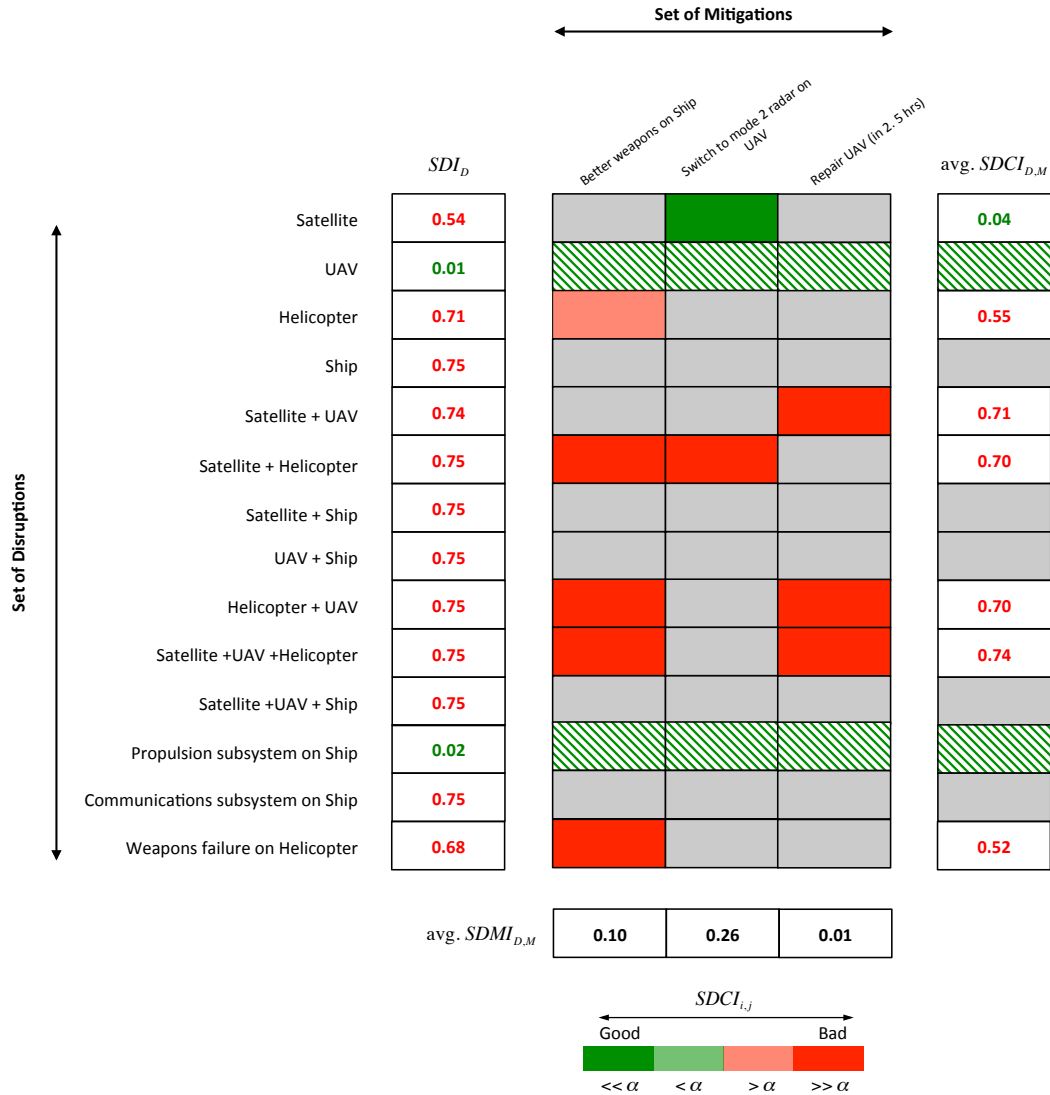 Set of Mitigations
Better weapons on Ship
Switch to mode 2 radar on
UAV
Repair UAV (in 2. 5 hrs)
SDI_D
avg. SDCI_D,M
Set of Disruptions
Satellite 0.54 0.04
UAV 0.01
Helicopter 0.71 0.55
Ship 0.75
Satellite + UAV 0.74 0.71
Satellite + Helicopter 0.75 0.70
Satellite + Ship 0.75
UAV + Ship 0.75
Helicopter + UAV 0.75 0.70
Satellite +UAV +Helicopter 0.75 0.74
Satellite +UAV + Ship 0.75
Propulsion subsystem on Ship 0.02
Communications subsystem on Ship 0.75
Weapons failure on Helicopter 0.68 0.52
avg. SDMI_D,M 0.10 0.26 0.01
SDCI_i,j
Good Bad
<< α < α > α >> α